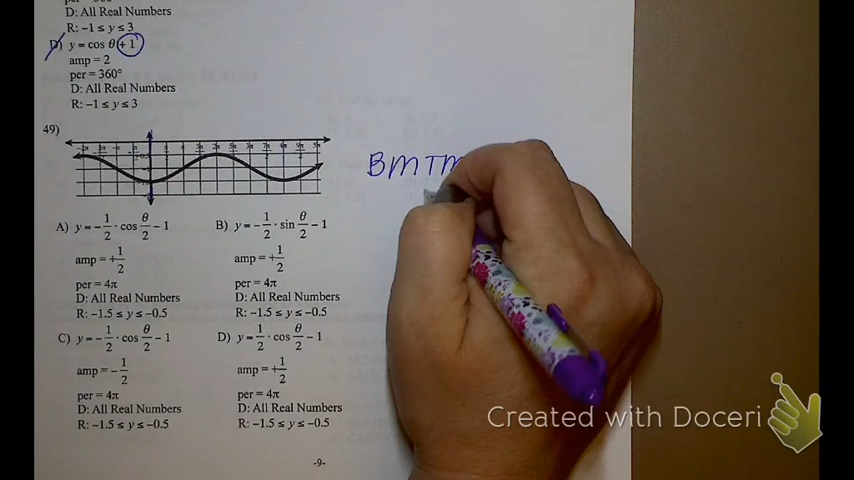 per = 360°
D: All Real Numbers
R: −1 ≤ y ≤ 3
D) y = cos θ + 1
amp = 2
per = 360°
D: All Real Numbers
R: −1 ≤ y ≤ 3
49)
A) y = −1/2 · cos θ/2 − 1
amp = +1/2
per = 4π
D: All Real Numbers
R: −1.5 ≤ y ≤ −0.5
B) y = −1/2 · sin θ/2 − 1
amp = +1/2
per = 4π
D: All Real Numbers
R: −1.5 ≤ y ≤ −0.5
C) y = −1/2 · cos θ/2 − 1
amp = −1/2
per = 4π
D: All Real Numbers
R: −1.5 ≤ y ≤ −0.5
D) y = 1/2 · cos θ/2 − 1
amp = +1/2
per = 4π
D: All Real Numbers
R: −1.5 ≤ y ≤ −0.5
BMTM
-9-
Created with Doceri